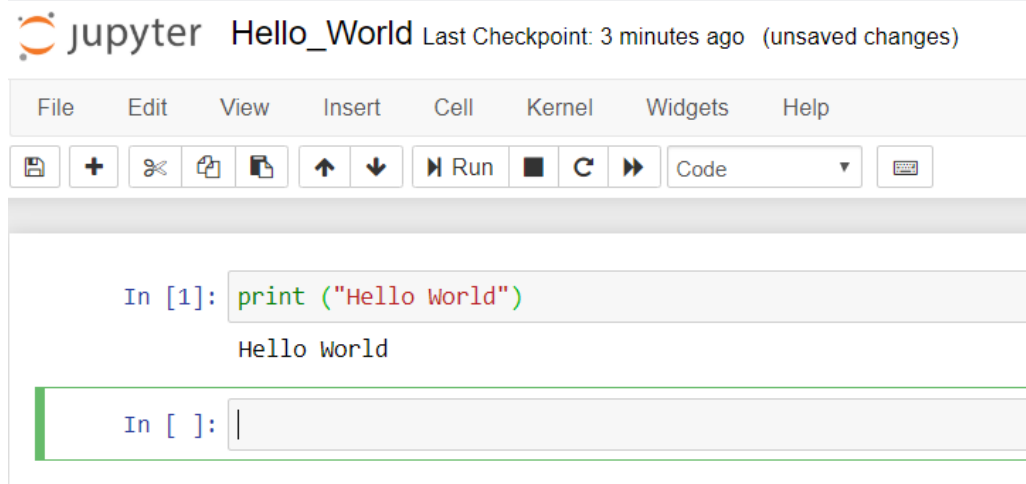 jupyter Hello_World Last Checkpoint: 3 minutes ago (unsaved changes)
File Edit View Insert Cell Kernel Widgets Help
Run Code
In [1]: print ("Hello World")
Hello World
In [ ]: